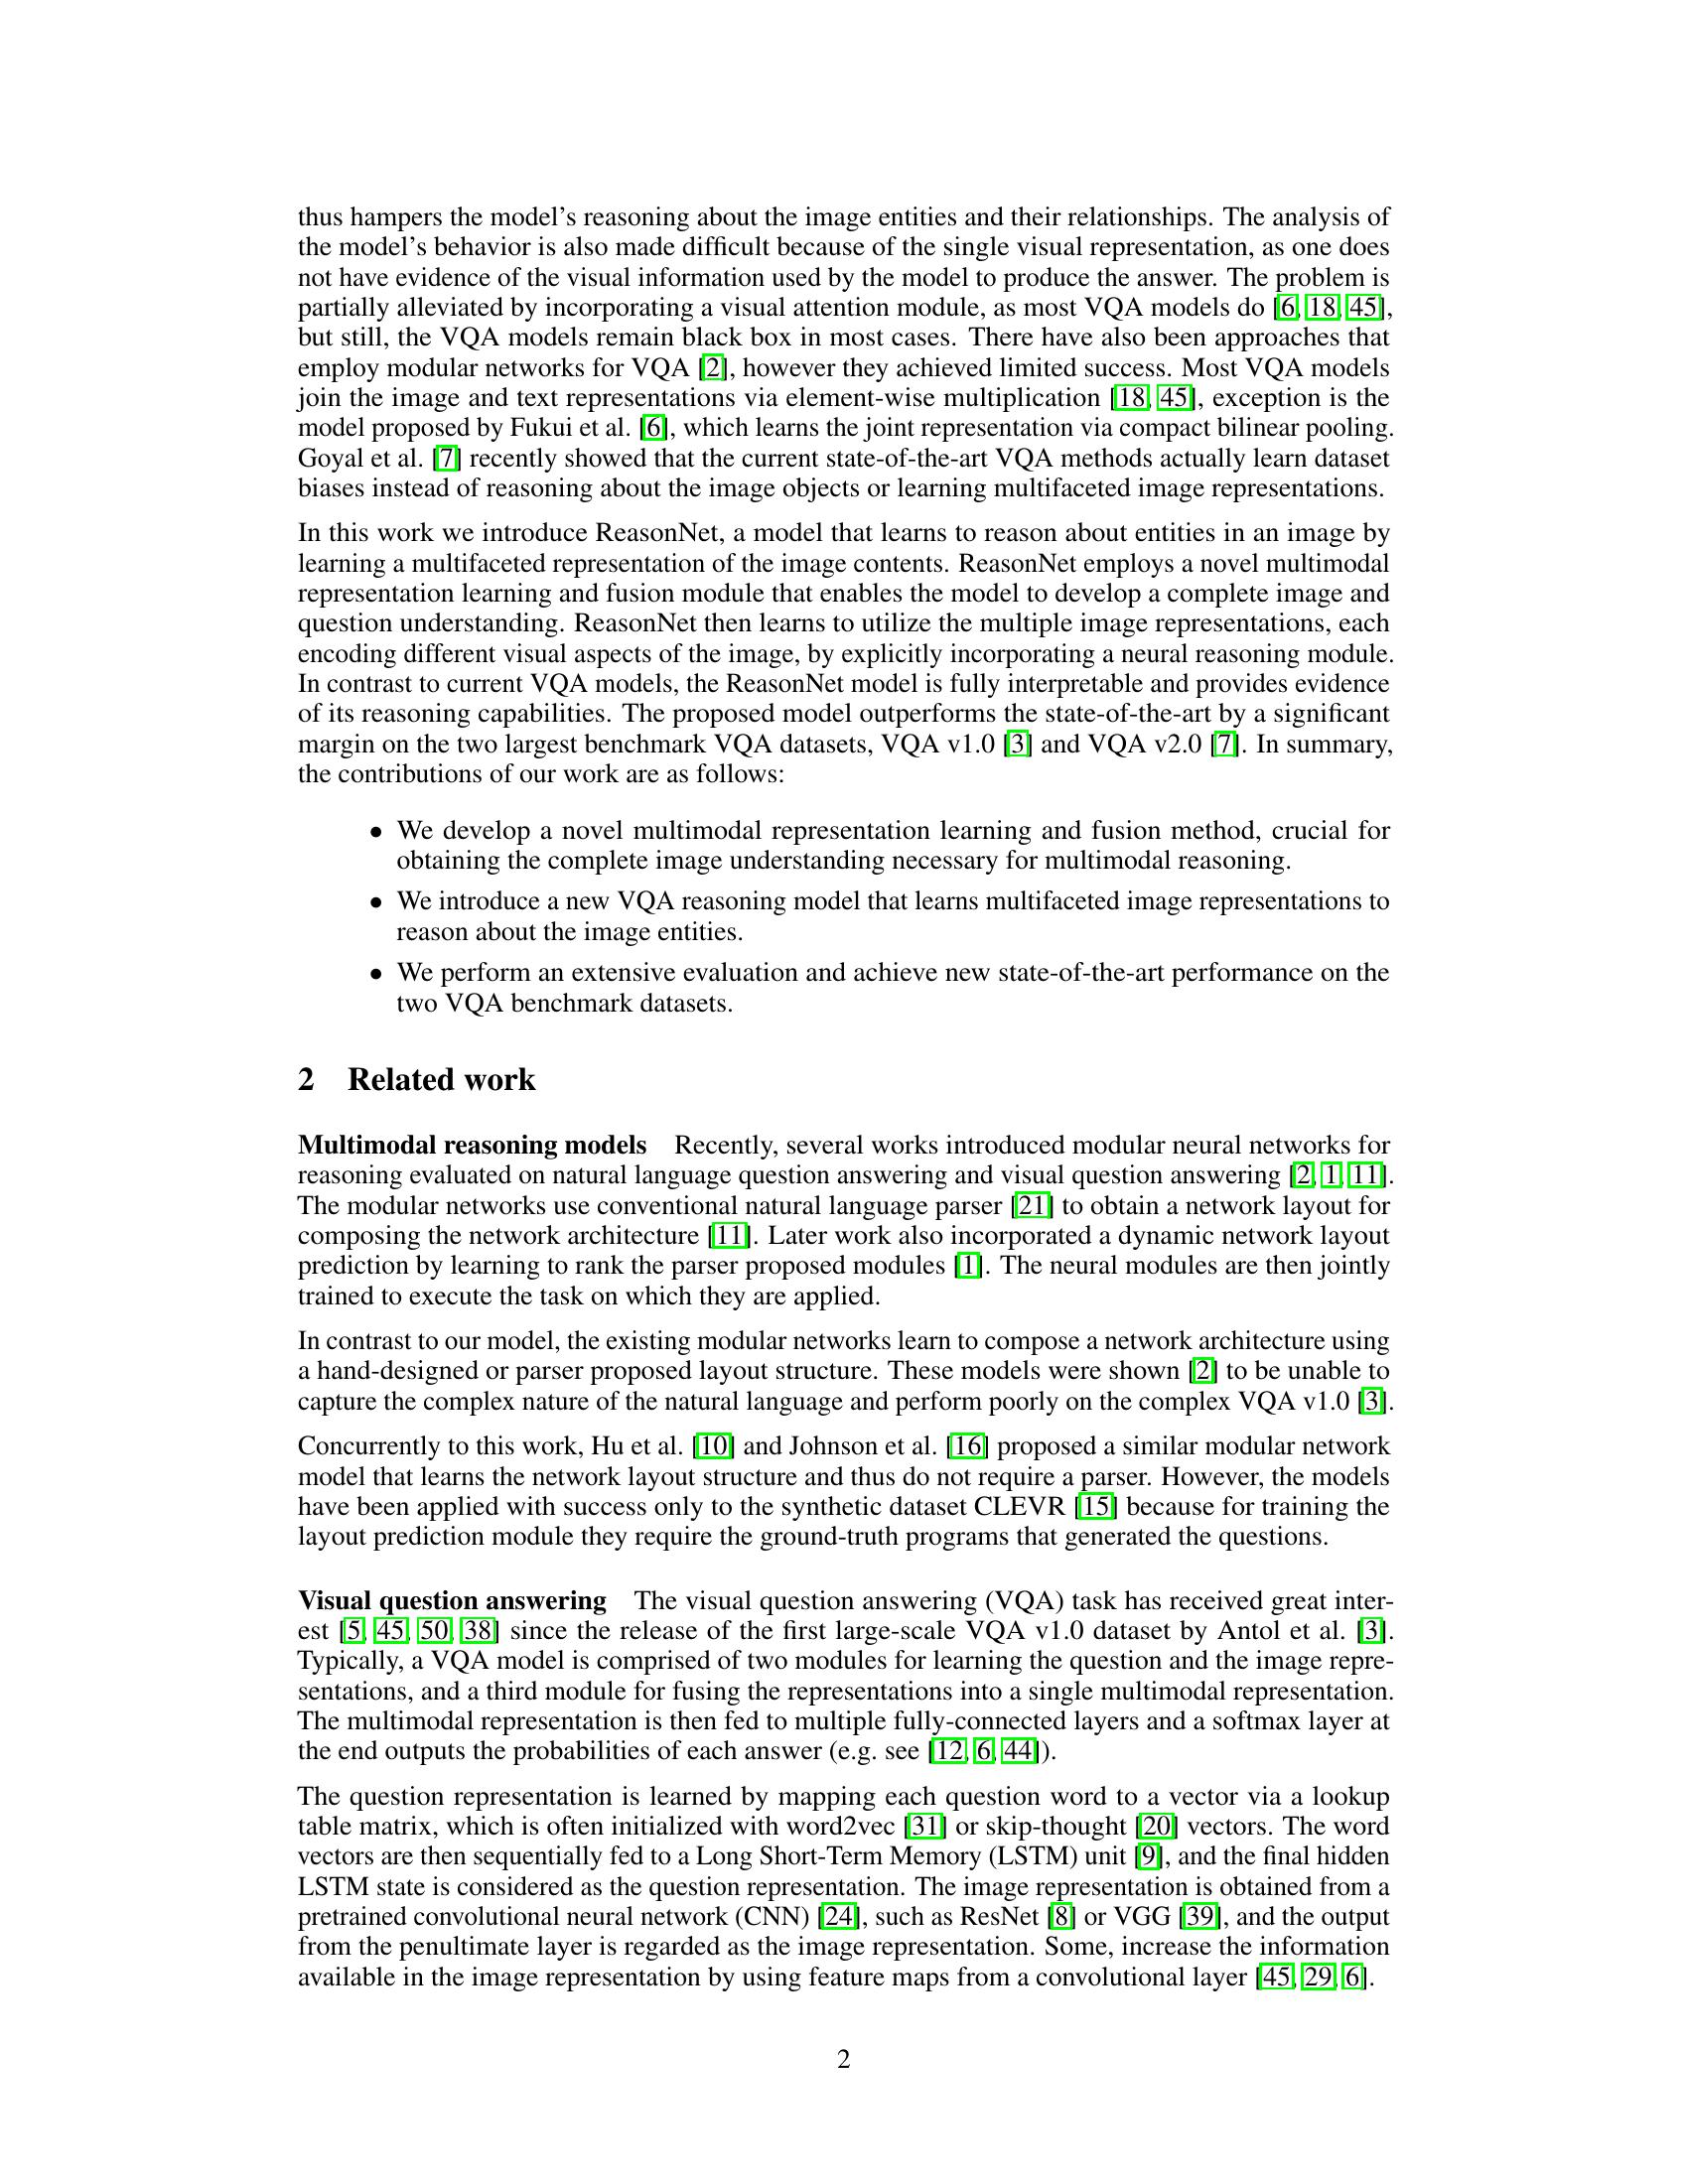 thus hampers the model's reasoning about the image entities and their relationships. The analysis of
the model's behavior is also made difficult because of the single visual representation, as one does
not have evidence of the visual information used by the model to produce the answer. The problem is
partially alleviated by incorporating a visual attention module, as most VQA models do [6, 18, 45],
but still, the VQA models remain black box in most cases. There have also been approaches that
employ modular networks for VQA [2], however they achieved limited success. Most VQA models
join the image and text representations via element-wise multiplication [18, 45], exception is the
model proposed by Fukui et al. [6], which learns the joint representation via compact bilinear pooling.
Goyal et al. [7] recently showed that the current state-of-the-art VQA methods actually learn dataset
biases instead of reasoning about the image objects or learning multifaceted image representations.
In this work we introduce ReasonNet, a model that learns to reason about entities in an image by
learning a multifaceted representation of the image contents. ReasonNet employs a novel multimodal
representation learning and fusion module that enables the model to develop a complete image and
question understanding. ReasonNet then learns to utilize the multiple image representations, each
encoding different visual aspects of the image, by explicitly incorporating a neural reasoning module.
In contrast to current VQA models, the ReasonNet model is fully interpretable and provides evidence
of its reasoning capabilities. The proposed model outperforms the state-of-the-art by a significant
margin on the two largest benchmark VQA datasets, VQA v1.0 [3] and VQA v2.0 [7]. In summary,
the contributions of our work are as follows:
• We develop a novel multimodal representation learning and fusion method, crucial for
obtaining the complete image understanding necessary for multimodal reasoning.
• We introduce a new VQA reasoning model that learns multifaceted image representations to
reason about the image entities.
• We perform an extensive evaluation and achieve new state-of-the-art performance on the
two VQA benchmark datasets.
2 Related work
Multimodal reasoning models Recently, several works introduced modular neural networks for
reasoning evaluated on natural language question answering and visual question answering [2, 1, 11].
The modular networks use conventional natural language parser [21] to obtain a network layout for
composing the network architecture [11]. Later work also incorporated a dynamic network layout
prediction by learning to rank the parser proposed modules [1]. The neural modules are then jointly
trained to execute the task on which they are applied.
In contrast to our model, the existing modular networks learn to compose a network architecture using
a hand-designed or parser proposed layout structure. These models were shown [2] to be unable to
capture the complex nature of the natural language and perform poorly on the complex VQA v1.0 [3].
Concurrently to this work, Hu et al. [10] and Johnson et al. [16] proposed a similar modular network
model that learns the network layout structure and thus do not require a parser. However, the models
have been applied with success only to the synthetic dataset CLEVR [15] because for training the
layout prediction module they require the ground-truth programs that generated the questions.
Visual question answering The visual question answering (VQA) task has received great inter-
est [5, 45, 50, 38] since the release of the first large-scale VQA v1.0 dataset by Antol et al. [3].
Typically, a VQA model is comprised of two modules for learning the question and the image repre-
sentations, and a third module for fusing the representations into a single multimodal representation.
The multimodal representation is then fed to multiple fully-connected layers and a softmax layer at
the end outputs the probabilities of each answer (e.g. see [12, 6, 44]).
The question representation is learned by mapping each question word to a vector via a lookup
table matrix, which is often initialized with word2vec [31] or skip-thought [20] vectors. The word
vectors are then sequentially fed to a Long Short-Term Memory (LSTM) unit [9], and the final hidden
LSTM state is considered as the question representation. The image representation is obtained from a
pretrained convolutional neural network (CNN) [24], such as ResNet [8] or VGG [39], and the output
from the penultimate layer is regarded as the image representation. Some, increase the information
available in the image representation by using feature maps from a convolutional layer [45, 29, 6].
2